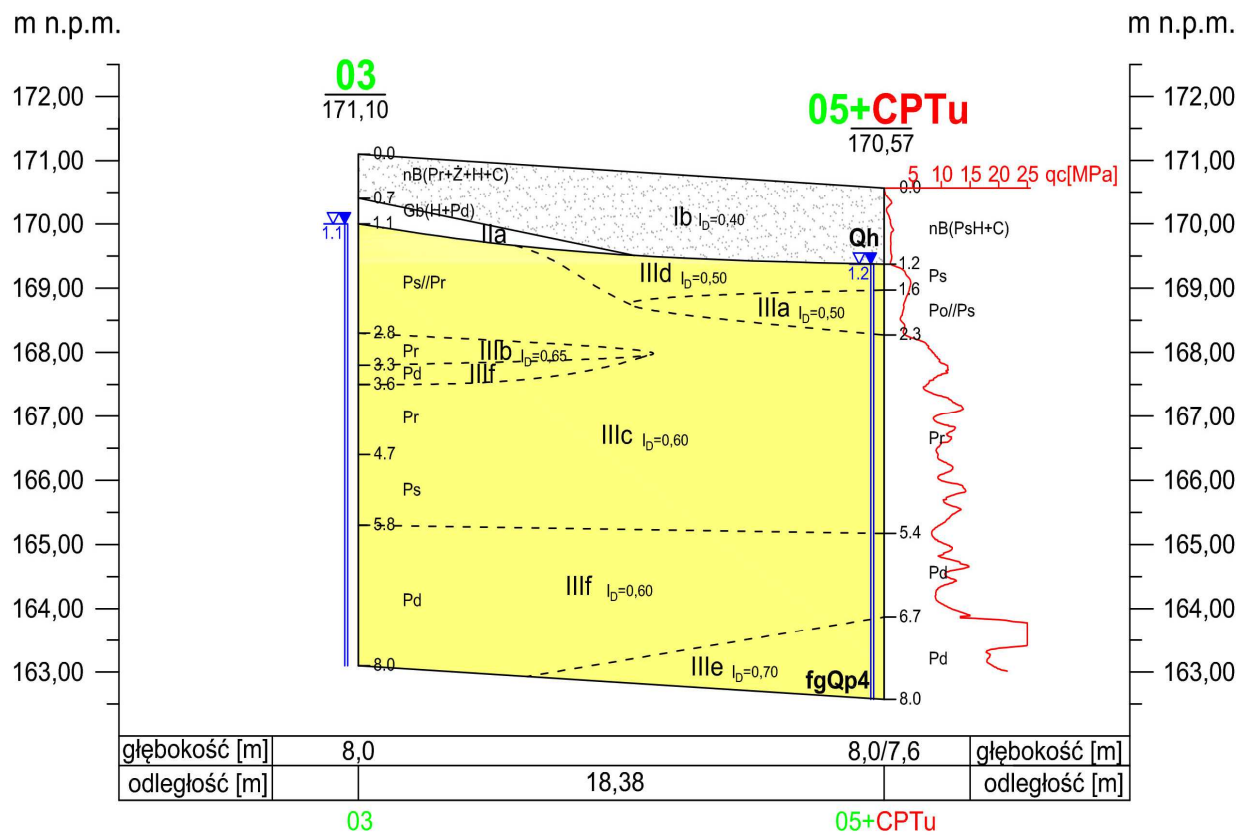 m n.p.m.
m n.p.m.
172,00
171,00
170,00
169,00
168,00
167,00
166,00
165,00
164,00
163,00
03
171,10
0.0
0.7
1.1
2.8
3.3
3.6
4.7
5.8
8.0
1.1
nB(Pr+Ż+H+C)
Gb(H+Pd)
Ps//Pr
Pr
Pd
Pr
Ps
Pd
Ib ID=0,40
IIa
IIId ID=0,50
IIIa ID=0,50
IIIb ID=0,65
IIIf
IIIc ID=0,60
IIIf ID=0,60
IIIe ID=0,70
Qh
fgQp4
05+CPTu
170,57
5 10 15 20 25 qc[MPa]
0.0
1.2
1.6
2.3
5.4
6.7
8.0
1.2
nB(PsH+C)
Ps
Po//Ps
Pr
Pd
Pd
172,00
171,00
170,00
169,00
168,00
167,00
166,00
165,00
164,00
163,00
głębokość [m] 8,0 8,0/7,6 głębokość [m]
odległość [m] 18,38 odległość [m]
03 05+CPTu